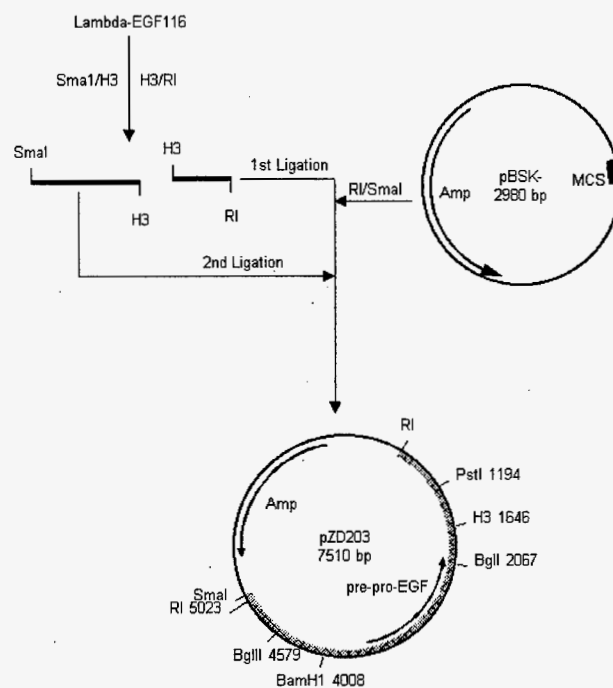 Lambda-EGF116
Sma1/H3
H3/RI
SmaI
H3
H3
RI
1st Ligation
2nd Ligation
RI/SmaI
Amp
pBSK-
2980 bp
MCS
RI
PstI 1194
H3 1646
BglI 2067
Amp
pZD203
7510 bp
pre-pro-EGF
SmaI
RI 5023
BglII 4579
BamH1 4008